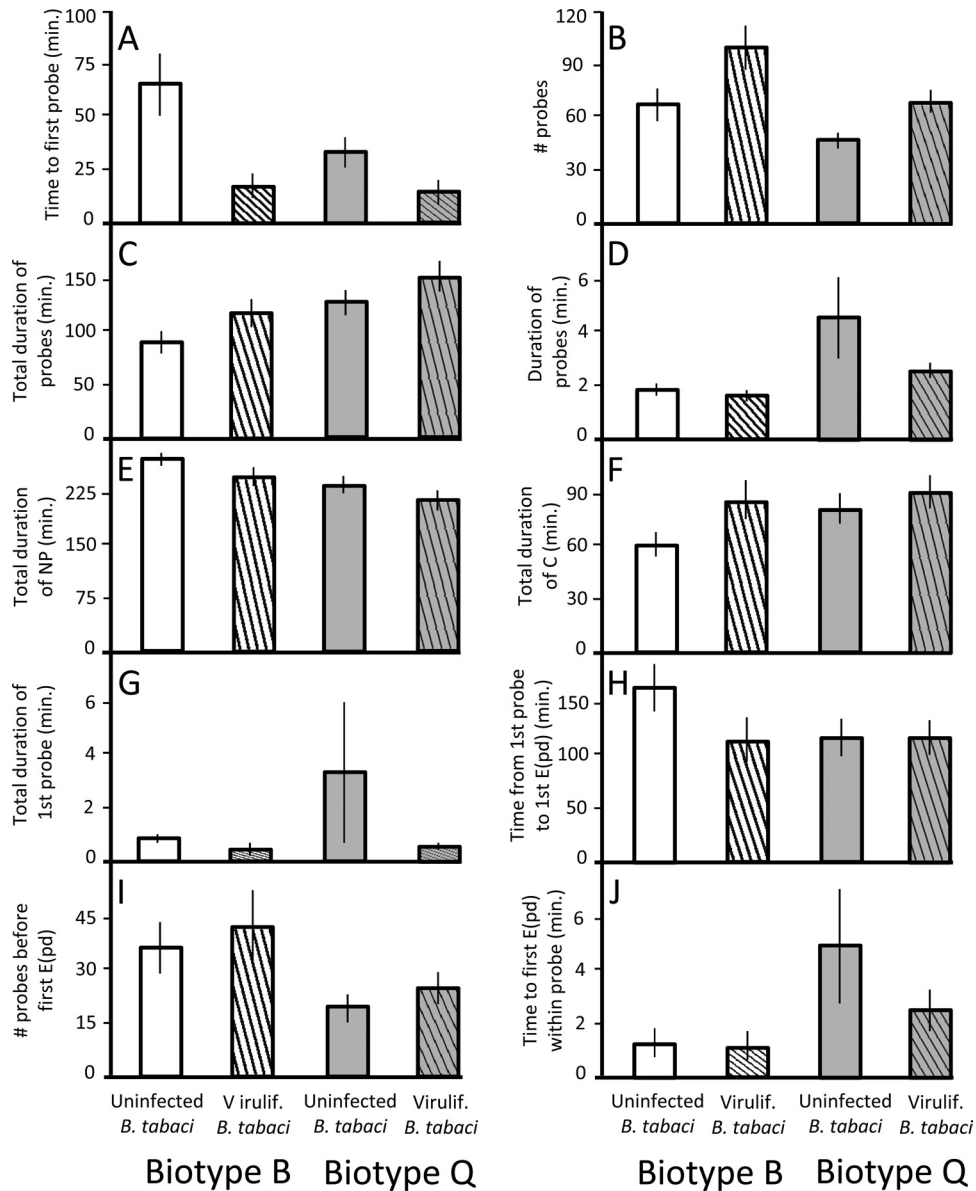 A
Time to first probe (min.)
100
75
50
25
0
B
# probes
120
90
60
30
0
C
Total duration of
probes (min.)
150
100
50
0
D
Duration of
probes (min.)
6
4
2
0
E
Total duration
of NP (min.)
225
150
75
0
F
Total duration
of C (min.)
90
60
30
0
G
Total duration of
1st probe (min.)
6
4
2
0
H
Time from 1st probe
to 1st E(pd) (min.)
150
100
50
0
I
# probes before
first E(pd)
45
30
15
0
J
Time to first E(pd)
within probe (min.)
6
4
2
0
Uninfected V irulif. Uninfected Virulif.
B. tabaci B. tabaci B. tabaci B. tabaci
Biotype B Biotype Q
Uninfected Virulif. Uninfected Virulif.
B. tabaci B. tabaci B. tabaci B. tabaci
Biotype B Biotype Q